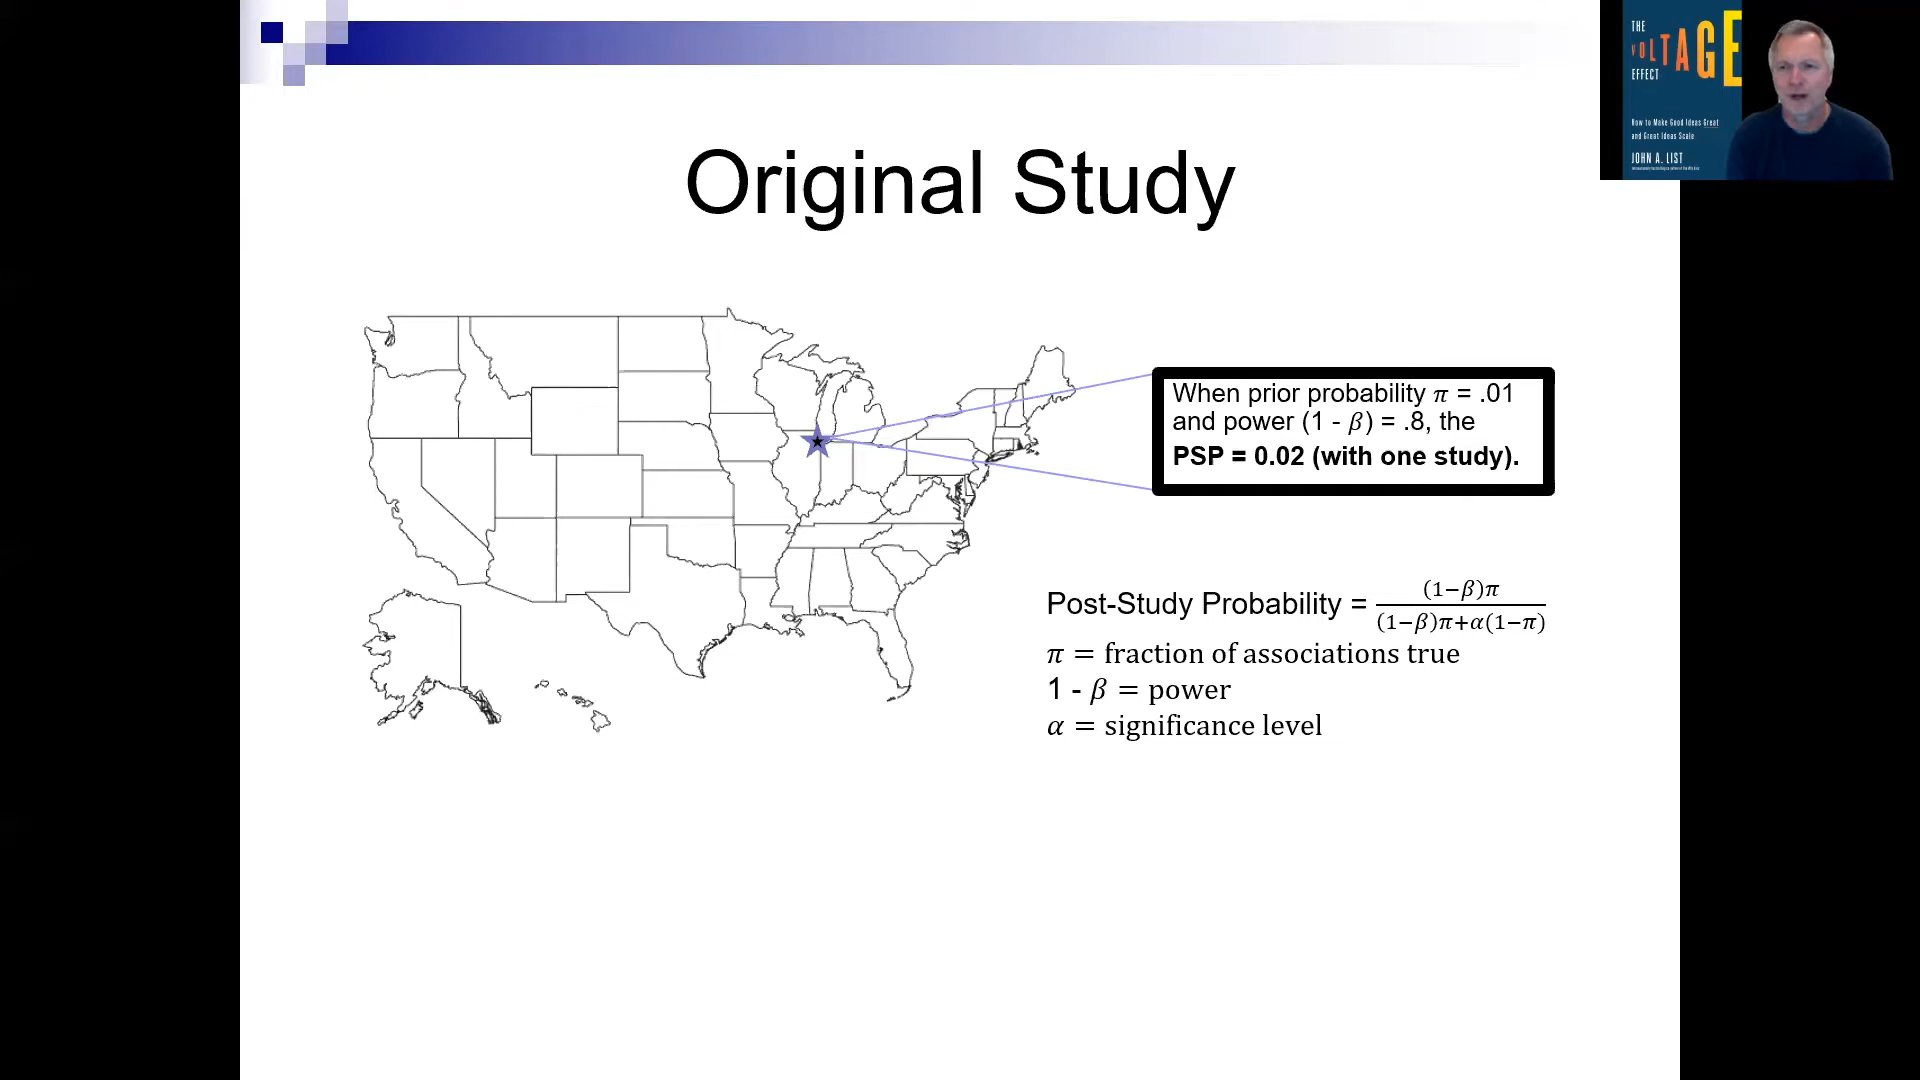 THE
VOLTAGE
EFFECT
How to Make Good Ideas Great
and Great Ideas Scale
JOHN A. LIST
Original Study
When prior probability 𝜋 = .01
and power (1 - 𝛽) = .8, the
PSP = 0.02 (with one study).
Post-Study Probability = (1−𝛽)𝜋 / (1−𝛽)𝜋+𝛼(1−𝜋)
𝜋 = fraction of associations true
1 - 𝛽 = power
𝛼 = significance level